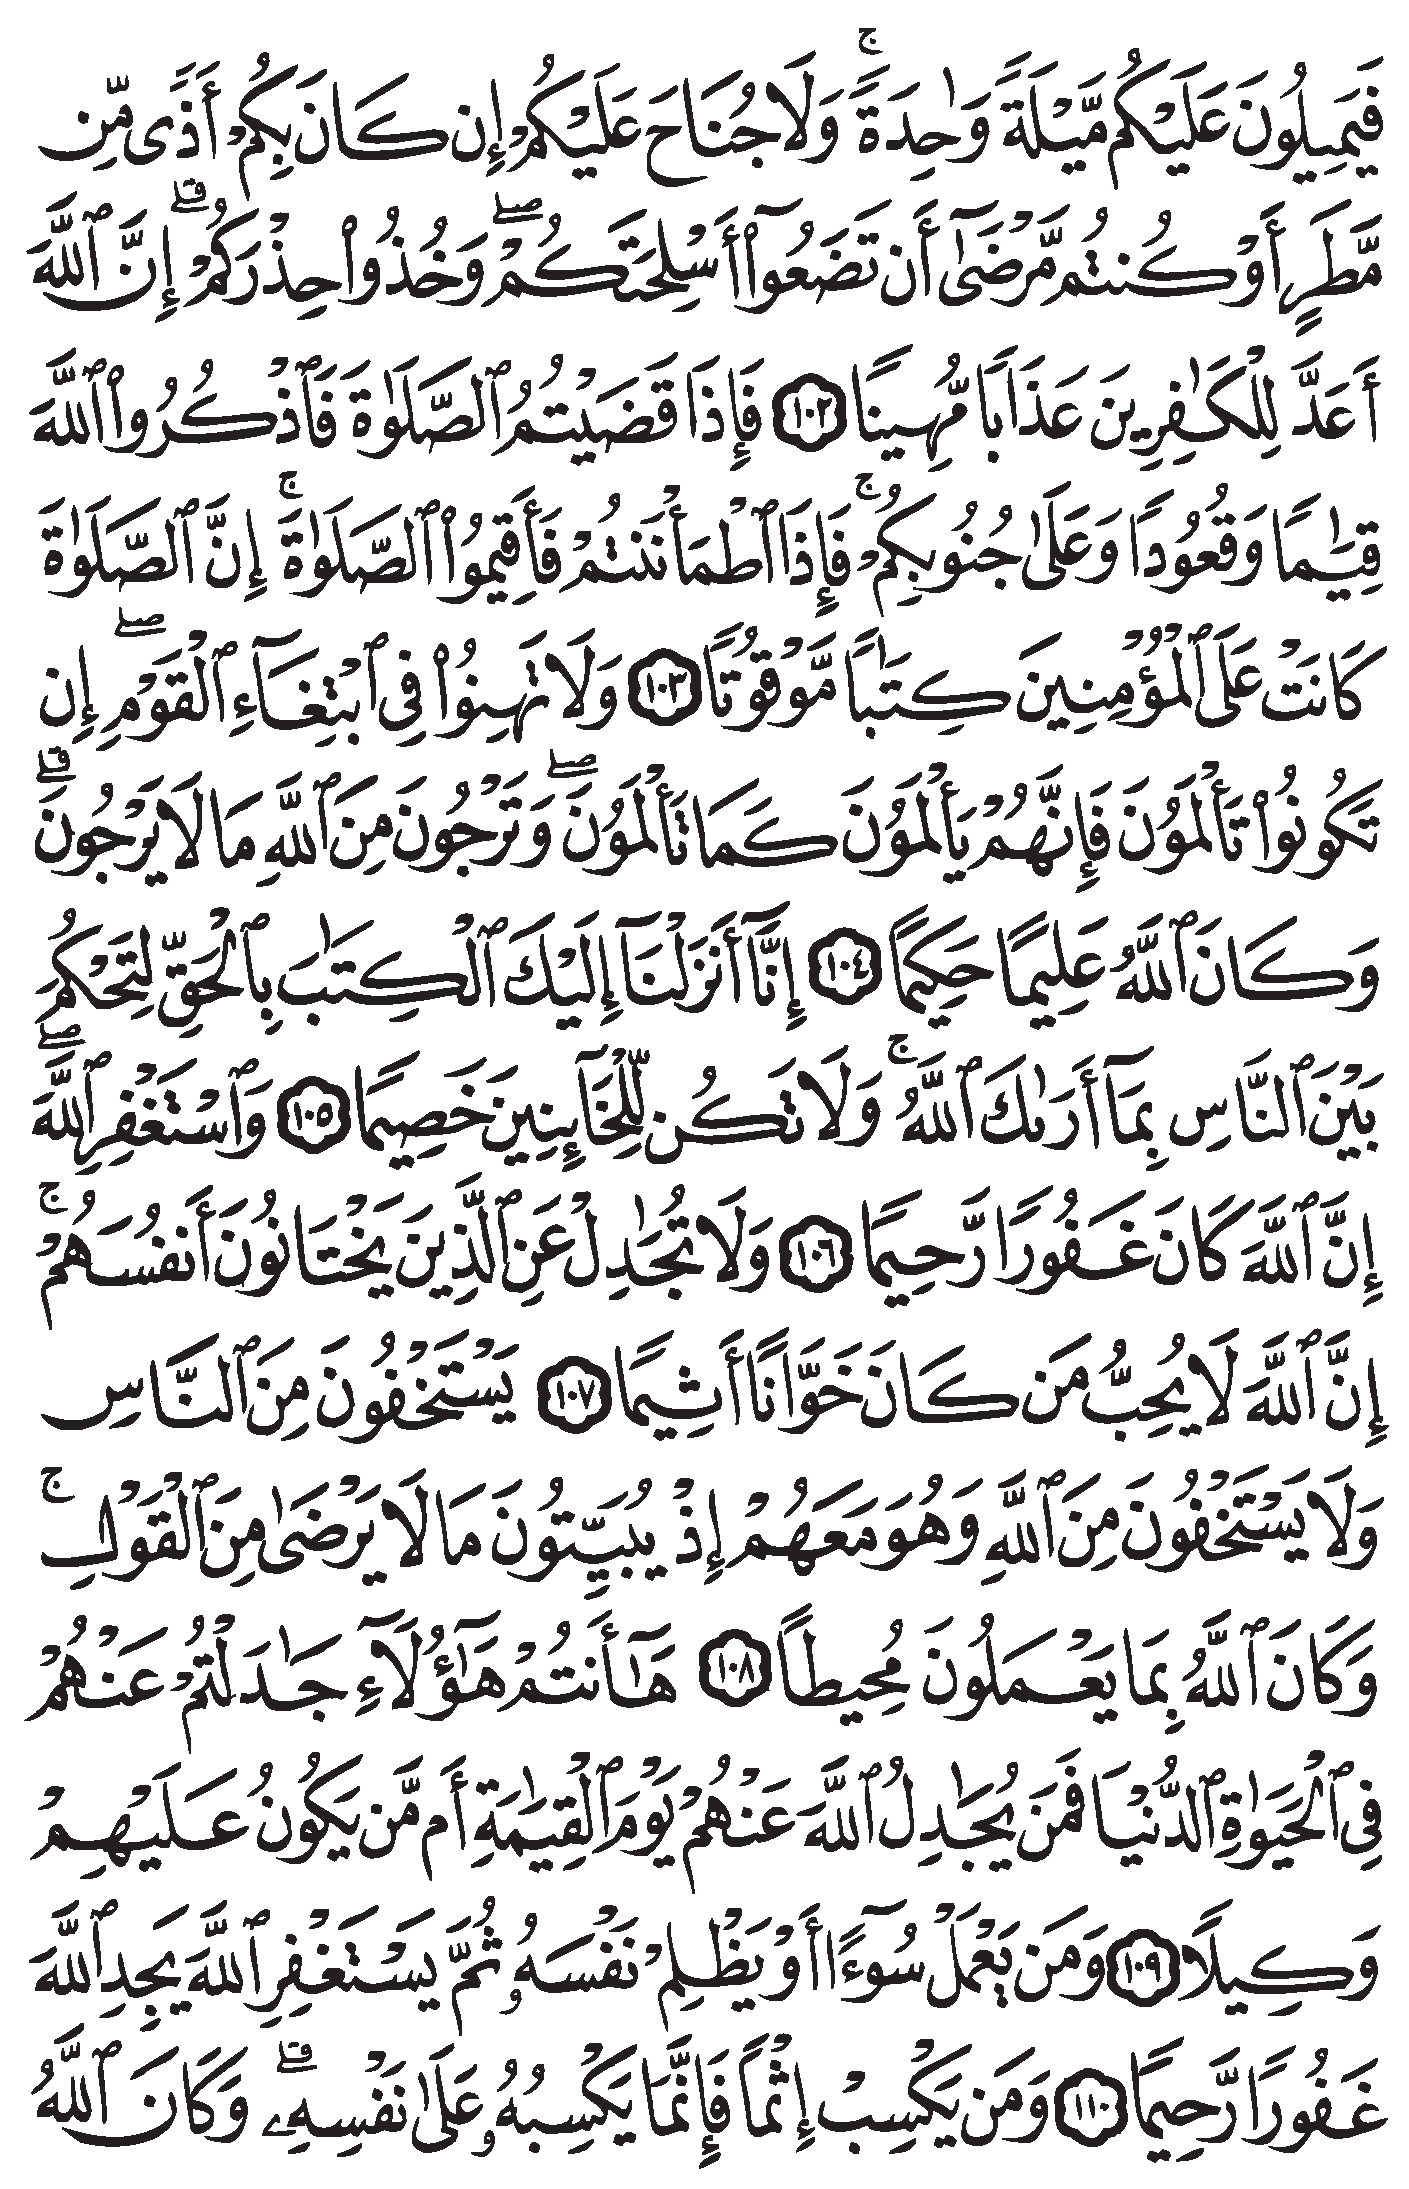 فَيَمِيلُونَ عَلَيْكُم مَّيْلَةً وَٰحِدَةً ۚ وَلَا جُنَاحَ عَلَيْكُمْ إِن كَانَ بِكُمْ أَذًى مِّن
مَّطَرٍ أَوْ كُنتُم مَّرْضَىٰٓ أَن تَضَعُوٓا۟ أَسْلِحَتَكُمْ ۖ وَخُذُوا۟ حِذْرَكُمْ ۗ إِنَّ ٱللَّهَ
أَعَدَّ لِلْكَـٰفِرِينَ عَذَابًا مُّهِينًا ١٠٢ فَإِذَا قَضَيْتُمُ ٱلصَّلَوٰةَ فَٱذْكُرُوا۟ ٱللَّهَ
قِيَـٰمًا وَقُعُودًا وَعَلَىٰ جُنُوبِكُمْ ۚ فَإِذَا ٱطْمَأْنَنتُمْ فَأَقِيمُوا۟ ٱلصَّلَوٰةَ ۚ إِنَّ ٱلصَّلَوٰةَ
كَانَتْ عَلَى ٱلْمُؤْمِنِينَ كِتَـٰبًا مَّوْقُوتًا ١٠٣ وَلَا تَهِنُوا۟ فِى ٱبْتِغَآءِ ٱلْقَوْمِ ۖ إِن
تَكُونُوا۟ تَأْلَمُونَ فَإِنَّهُمْ يَأْلَمُونَ كَمَا تَأْلَمُونَ ۖ وَتَرْجُونَ مِنَ ٱللَّهِ مَا لَا يَرْجُونَ ۗ
وَكَانَ ٱللَّهُ عَلِيمًا حَكِيمًا ١٠٤ إِنَّآ أَنزَلْنَآ إِلَيْكَ ٱلْكِتَـٰبَ بِٱلْحَقِّ لِتَحْكُمَ
بَيْنَ ٱلنَّاسِ بِمَآ أَرَىٰكَ ٱللَّهُ ۚ وَلَا تَكُن لِّلْخَآئِنِينَ خَصِيمًا ١٠٥ وَٱسْتَغْفِرِ ٱللَّهَ ۖ
إِنَّ ٱللَّهَ كَانَ غَفُورًا رَّحِيمًا ١٠٦ وَلَا تُجَـٰدِلْ عَنِ ٱلَّذِينَ يَخْتَانُونَ أَنفُسَهُمْ ۚ
إِنَّ ٱللَّهَ لَا يُحِبُّ مَن كَانَ خَوَّانًا أَثِيمًا ١٠٧ يَسْتَخْفُونَ مِنَ ٱلنَّاسِ
وَلَا يَسْتَخْفُونَ مِنَ ٱللَّهِ وَهُوَ مَعَهُمْ إِذْ يُبَيِّتُونَ مَا لَا يَرْضَىٰ مِنَ ٱلْقَوْلِ ۚ
وَكَانَ ٱللَّهُ بِمَا يَعْمَلُونَ مُحِيطًا ١٠٨ هَـٰٓأَنتُمْ هَـٰٓؤُلَآءِ جَـٰدَلْتُمْ عَنْهُمْ
فِى ٱلْحَيَوٰةِ ٱلدُّنْيَا فَمَن يُجَـٰدِلُ ٱللَّهَ عَنْهُمْ يَوْمَ ٱلْقِيَـٰمَةِ أَم مَّن يَكُونُ عَلَيْهِمْ
وَكِيلًا ١٠٩ وَمَن يَعْمَلْ سُوٓءًا أَوْ يَظْلِمْ نَفْسَهُۥ ثُمَّ يَسْتَغْفِرِ ٱللَّهَ يَجِدِ ٱللَّهَ
غَفُورًا رَّحِيمًا ١١٠ وَمَن يَكْسِبْ إِثْمًا فَإِنَّمَا يَكْسِبُهُۥ عَلَىٰ نَفْسِهِۦ ۚ وَكَانَ ٱللَّهُ